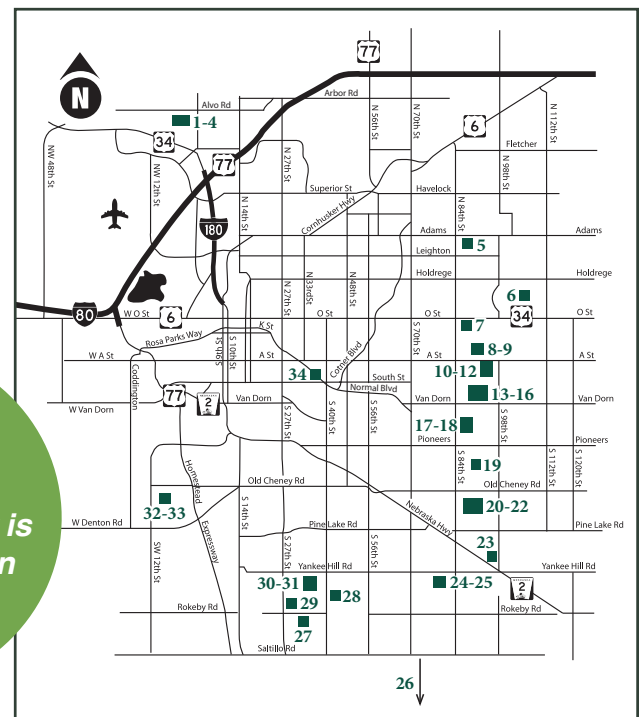 77
N
Alvo Rd
Arbor Rd
1-4
34
77
6
NW 48th St
NW 12th St
N 14th St
N 27th St
N 56th St
N 70th St
N 84th St
N 98th St
N 112th St
Fletcher
Superior St
Havelock
Cornhusker Hwy
180
Adams
Adams
Leighton
5
Holdrege
Holdrege
N 27th St
N 33rdSt
N 48th St
6
34
80
W O St
6
O St
O St
O St
7
Rosa Parks Way
K St
S 9th St
S 10th St
Cotner Blvd
S 70th St
8-9
W A St
A St
A St
A St
10-12
34
South St
Normal Blvd
Coddington
77
2
W Van Dorn
Van Dorn
Van Dorn
Van Dorn
13-16
S 27th St
S 40th St
S 56th St
S 98th St
17-18
Pioneers
Pioneers
S 84th St
S 112th St
S 120th St
19
Old Cheney Rd
Old Cheney Rd
32-33
20-22
is
n
Homestead
Expressway
Nebraska Hwy
W Denton Rd
S 14th St
S 27th St
Pine Lake Rd
Pine Lake Rd
S 56th St
23
SW 12th St
Yankee Hill Rd
Yankee Hill Rd
30-31
28
24-25
2
29
Rokeby Rd
Rokeby Rd
27
Saltillo Rd
26